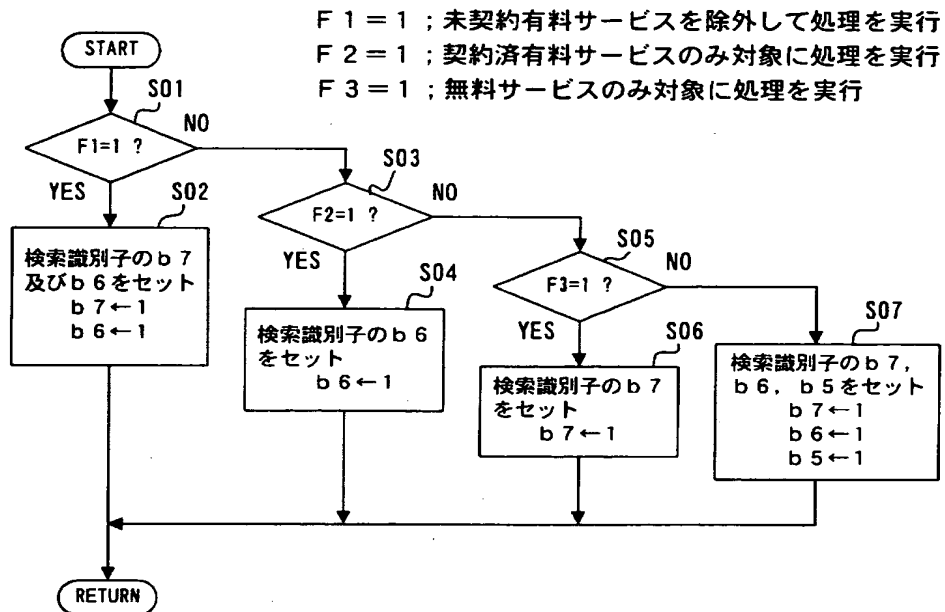 F1=1;未契約有料サービスを除外して処理を実行
F2=1;契約済有料サービスのみ対象に処理を実行
F3=1;無料サービスのみ対象に処理を実行
START
S01
F1=1 ?
NO
YES
S02
検索識別子のb7
及びb6をセット
b7←1
b6←1
S03
F2=1 ?
NO
YES
S04
検索識別子のb6
をセット
b6←1
S05
F3=1 ?
NO
YES
S06
検索識別子のb7
をセット
b7←1
S07
検索識別子のb7,
b6, b5をセット
b7←1
b6←1
b5←1
RETURN